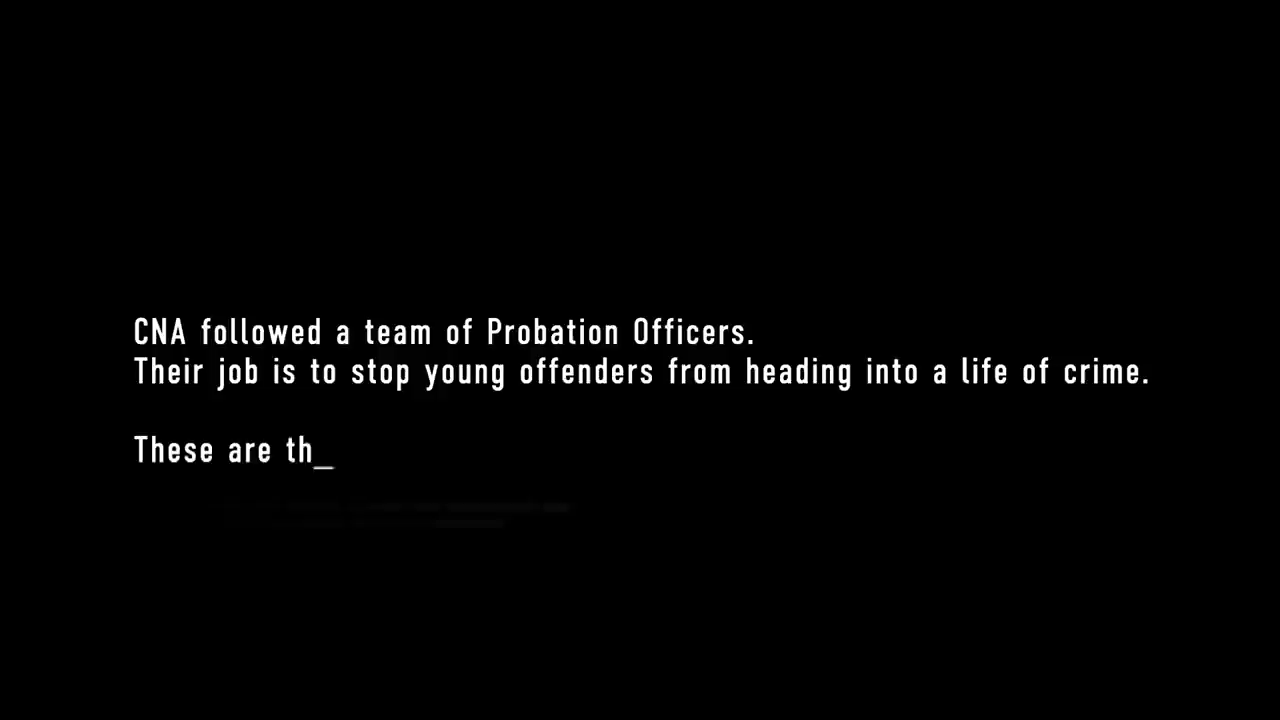 CNA followed a team of Probation Officers.
Their job is to stop young offenders from heading into a life of crime.
These are th_